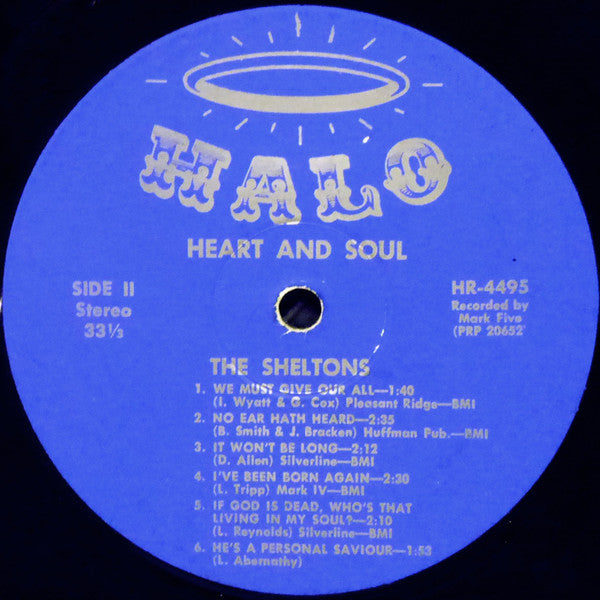 HALO
HEART AND SOUL
SIDE II
Stereo
33⅓
HR-4495
Recorded by
Mark Five
(PRP 20652)
THE SHELTONS
1. WE MUST GIVE OUR ALL—1:40
(I. Wyatt & G. Cox) Pleasant Ridge—BMI
2. NO EAR HATH HEARD—2:35
(B. Smith & J. Bracken) Huffman Pub.—BMI
3. IT WON'T BE LONG—2:12
(D. Allen) Silverline—BMI
4. I'VE BEEN BORN AGAIN—2:30
(L. Tripp) Mark IV—BMI
5. IF GOD IS DEAD, WHO'S THAT
LIVING IN MY SOUL?—2:10
(L. Reynolds) Silverline—BMI
6. HE'S A PERSONAL SAVIOUR—1:53
(L. Abernathy)